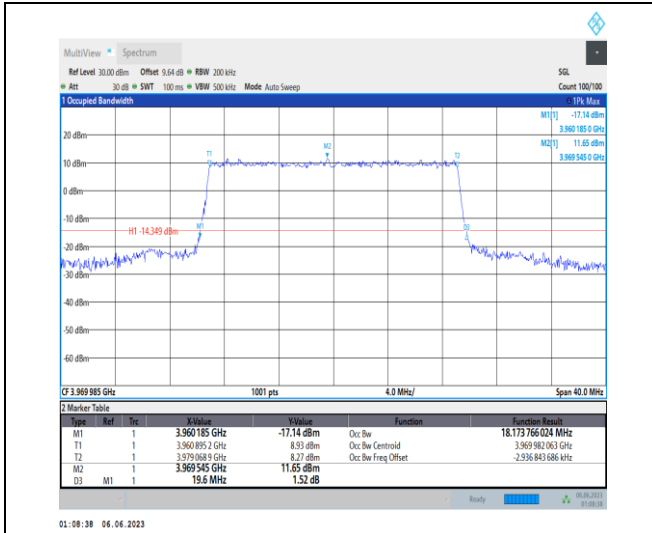 MultiView Spectrum
Ref Level 30.00 dBm Offset 9.64 dB RBW 200 kHz SGL
Att 30 dB SWT 100 ms VBW 500 kHz Mode Auto Sweep Count 100/100
1 Occupied Bandwidth 1Pk Max
M1[1] -17.14 dBm
3.960 185 0 GHz
M2[1] 11.65 dBm
3.969 545 0 GHz
20 dBm
T1 M2 T2
10 dBm
0 dBm
-10 dBm
M1 D3
H1 -14.349 dBm
-20 dBm
-30 dBm
-40 dBm
-50 dBm
-60 dBm
CF 3.969 985 GHz 1001 pts 4.0 MHz/ Span 40.0 MHz
2 Marker Table
Type Ref Trc X-Value Y-Value Function Function Result
M1 1 3.960 185 GHz -17.14 dBm Occ Bw 18.173 766 024 MHz
T1 1 3.960 895 2 GHz 8.93 dBm Occ Bw Centroid 3.969 982 063 GHz
T2 1 3.979 068 9 GHz 8.27 dBm Occ Bw Freq Offset -2.936 843 686 kHz
M2 1 3.969 545 GHz 11.65 dBm
D3 M1 1 19.6 MHz 1.52 dB
Ready 06.06.2023
01:08:38
01:08:38 06.06.2023